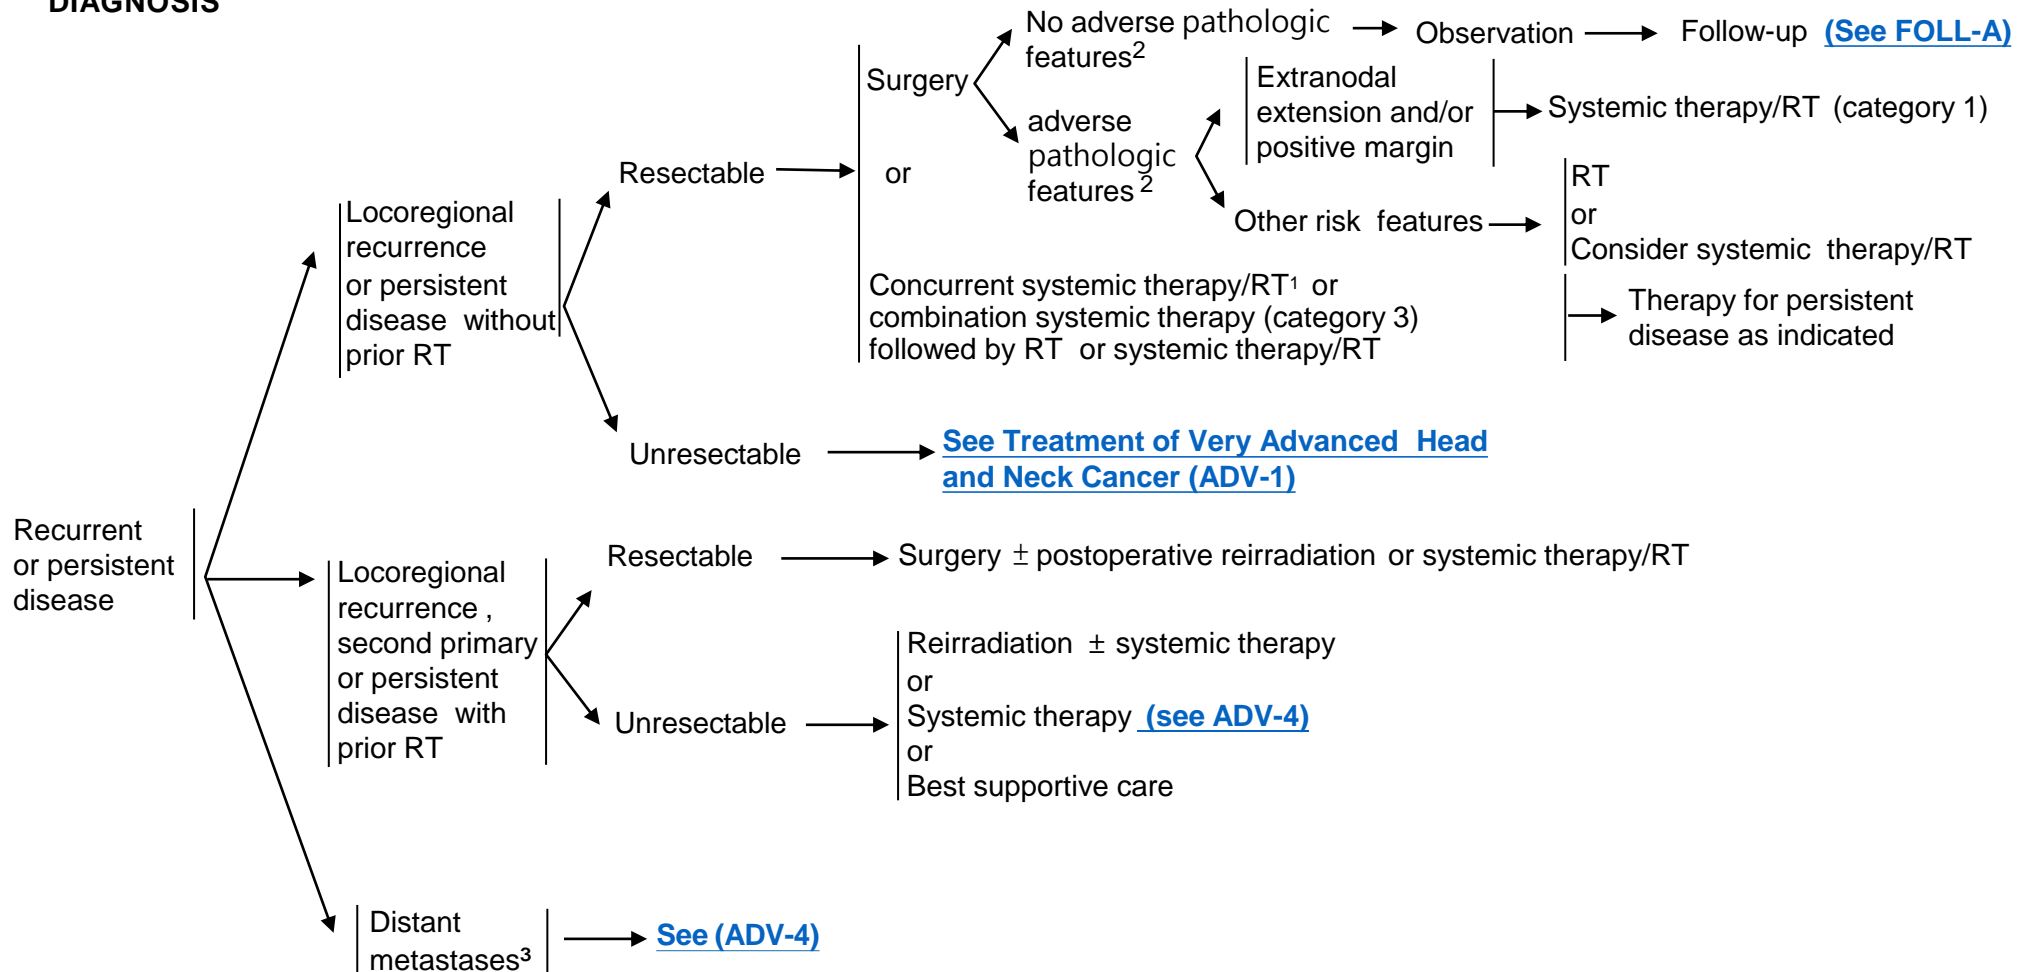 DIAGNOSIS
Recurrent
or persistent
disease
Locoregional
recurrence
or persistent
disease without
prior RT
Resectable
Surgery
or
Concurrent systemic therapy/RT¹ or
combination systemic therapy (category 3)
followed by RT or systemic therapy/RT
No adverse pathologic
features²
Observation
Follow-up (See FOLL-A)
adverse
pathologic
features ²
Extranodal
extension and/or
positive margin
Systemic therapy/RT (category 1)
Other risk features
RT
or
Consider systemic therapy/RT
Therapy for persistent
disease as indicated
Unresectable
See Treatment of Very Advanced Head
and Neck Cancer (ADV-1)
Locoregional
recurrence ,
second primary
or persistent
disease with
prior RT
Resectable
Surgery ± postoperative reirradiation or systemic therapy/RT
Unresectable
Reirradiation ± systemic therapy
or
Systemic therapy (see ADV-4)
or
Best supportive care
Distant
metastases³
See (ADV-4)